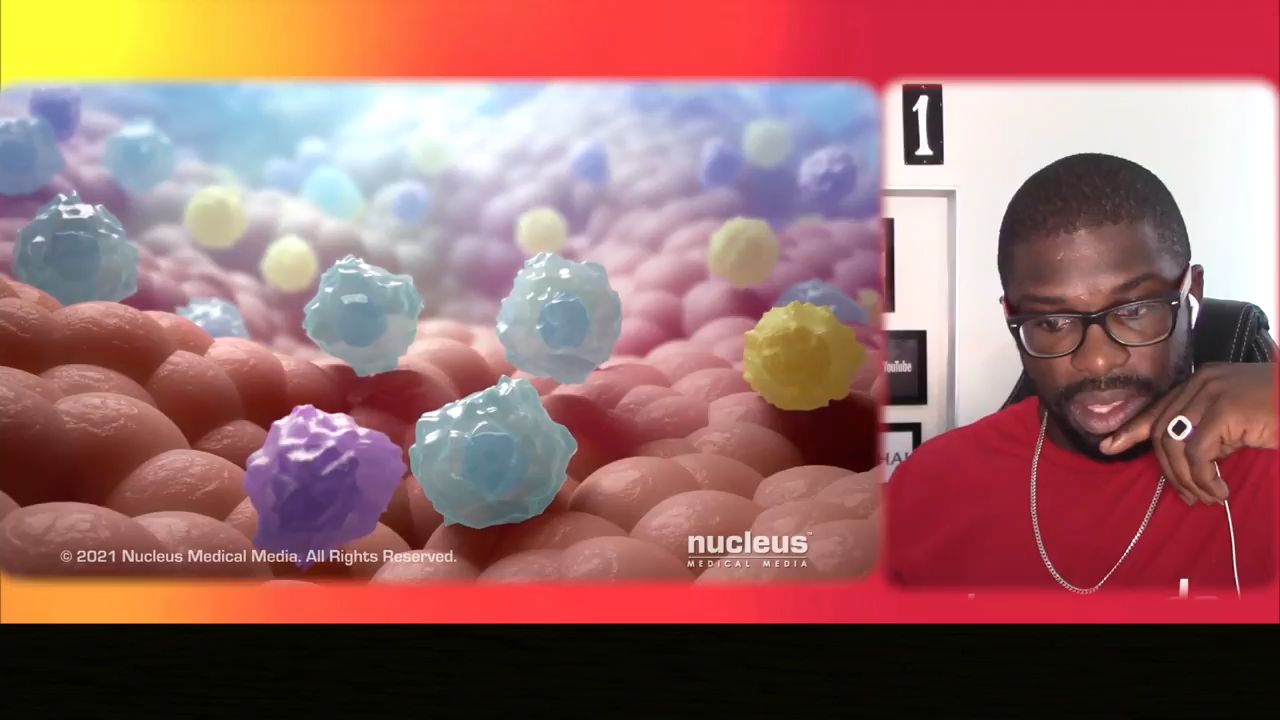 1
YouTube
© 2021 Nucleus Medical Media. All Rights Reserved.
nucleus
MEDICAL MEDIA